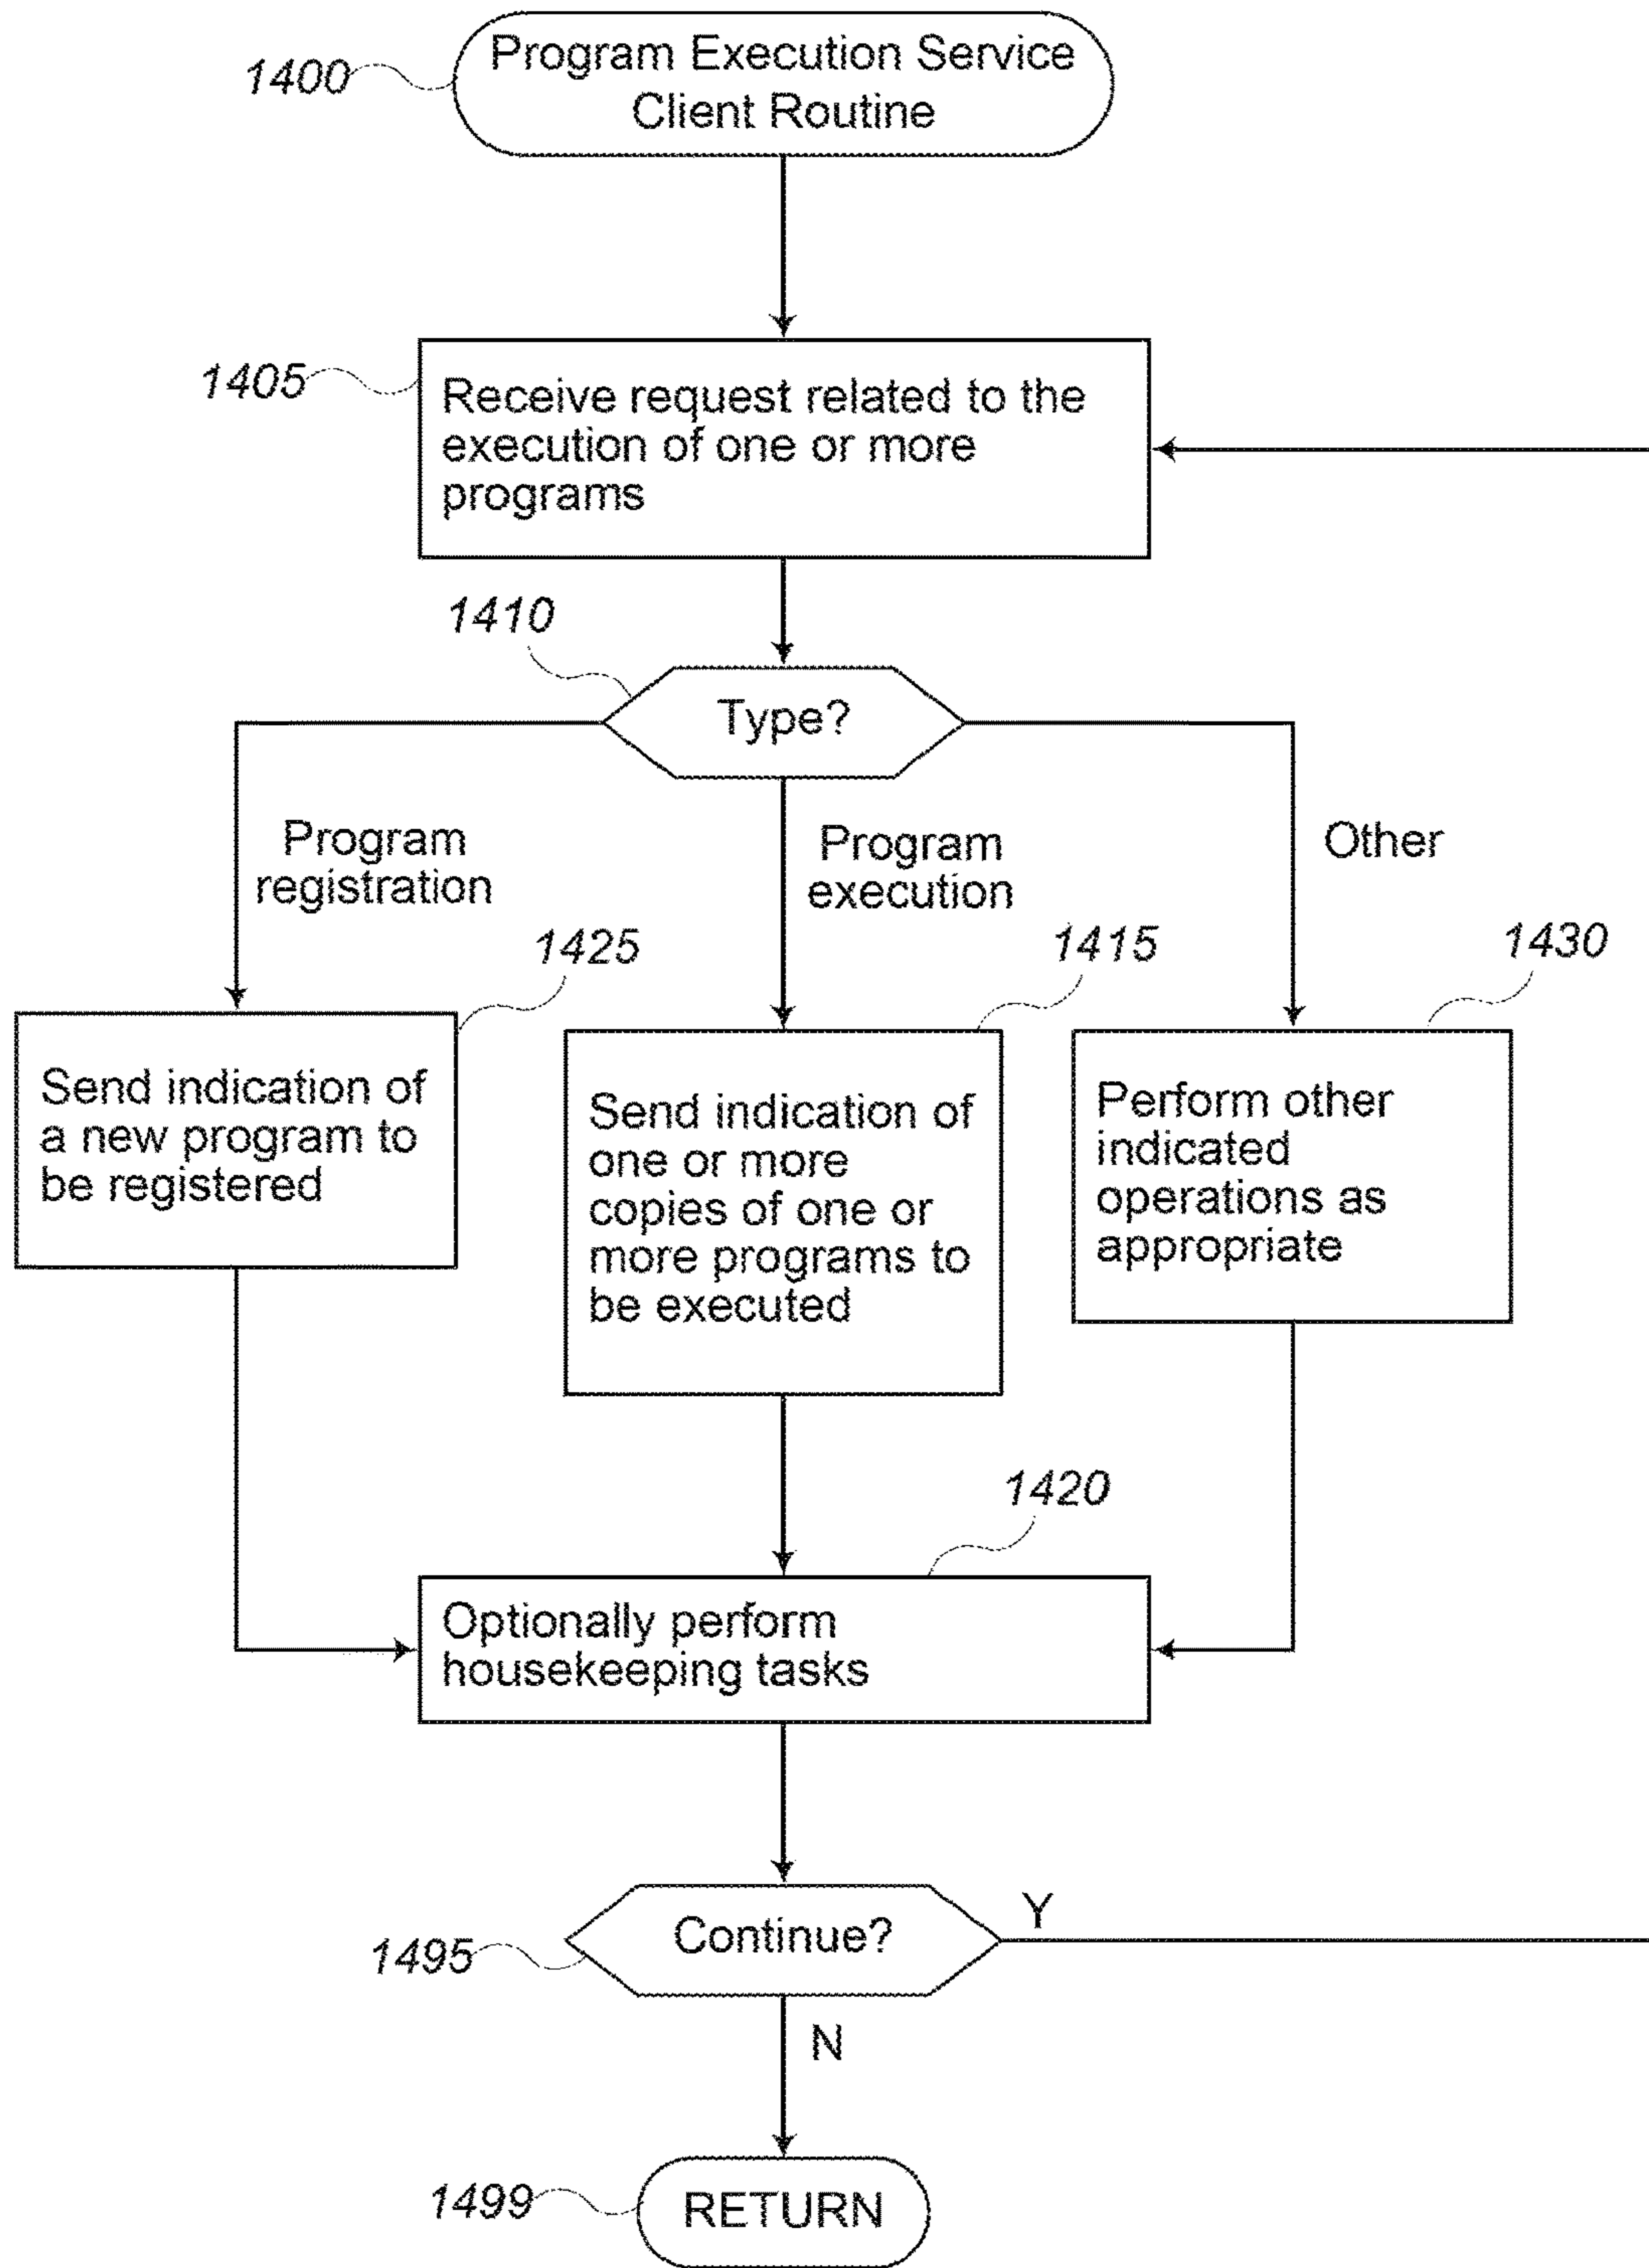 1400
Program Execution Service
Client Routine
1405
Receive request related to the
execution of one or more
programs
1410
Type?
Program
registration
Program
execution
Other
1425
1415
1430
Send indication of
a new program to
be registered
Send indication of
one or more
copies of one or
more programs to
be executed
Perform other
indicated
operations as
appropriate
1420
Optionally perform
housekeeping tasks
1495
Continue?
Y
N
1499
RETURN